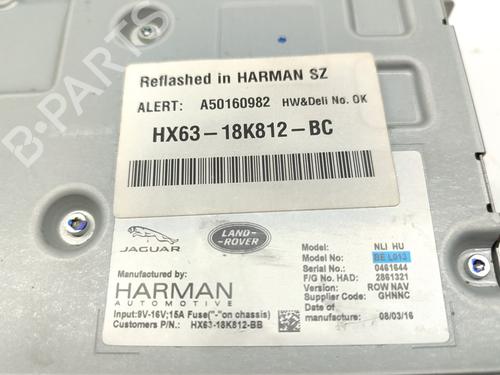 B-PARTS
Reflashed in HARMAN SZ
ALERT: A50160982 HW&Deli No. OK
HX63-18K812-BC
JAGUAR
LAND-
ROVER
Manufactured by:
HARMAN
AUTOMOTIVE
Input:9V-16V;15A Fuse("-"on chassis)
Customers P/N.: HX63-18K812-BB
Model: NLI HU
Model No: BE L013
Serial No.: 0461644
F/G No. HAD: 2861321
Version: ROW NAV
Supplier Code: GHNNC
Date of
manufacture: 08/03/16